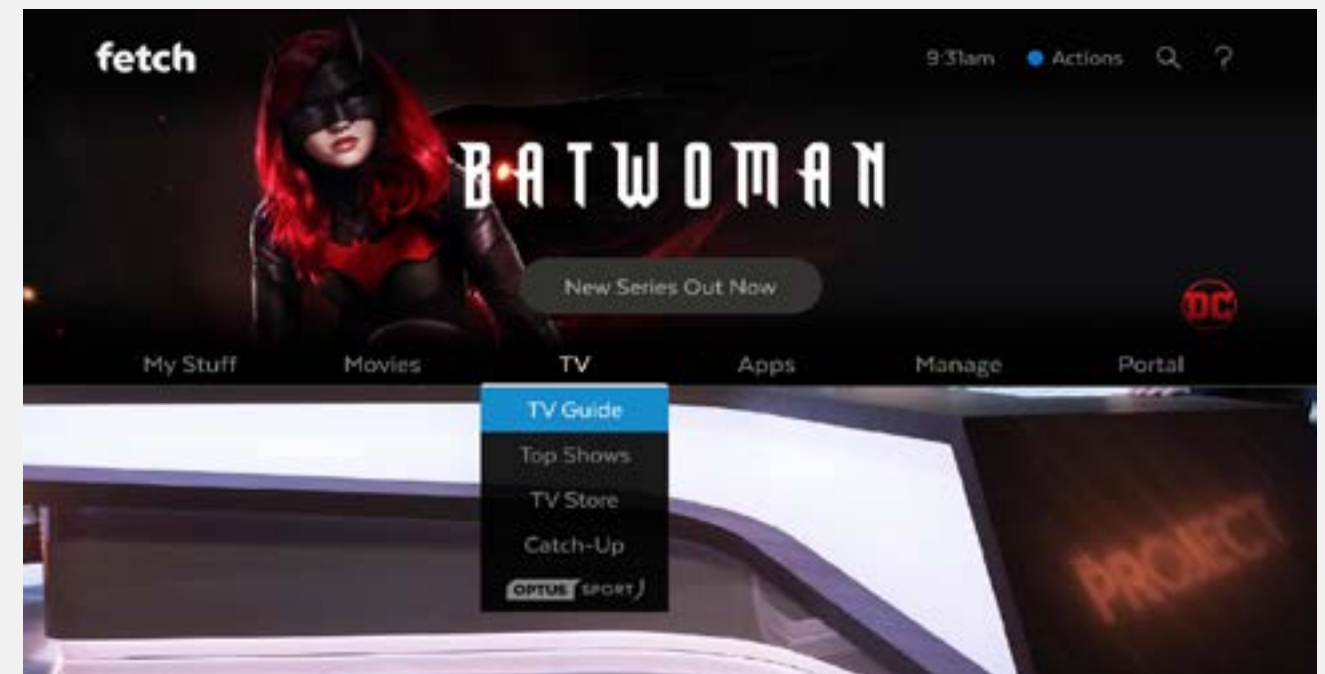 fetch
9:31am Actions ?
BATWOMAN
New Series Out Now
DC
My Stuff Movies TV Apps Manage Portal
TV Guide
Top Shows
TV Store
Catch-Up
OPTUS SPORT
PROJECT